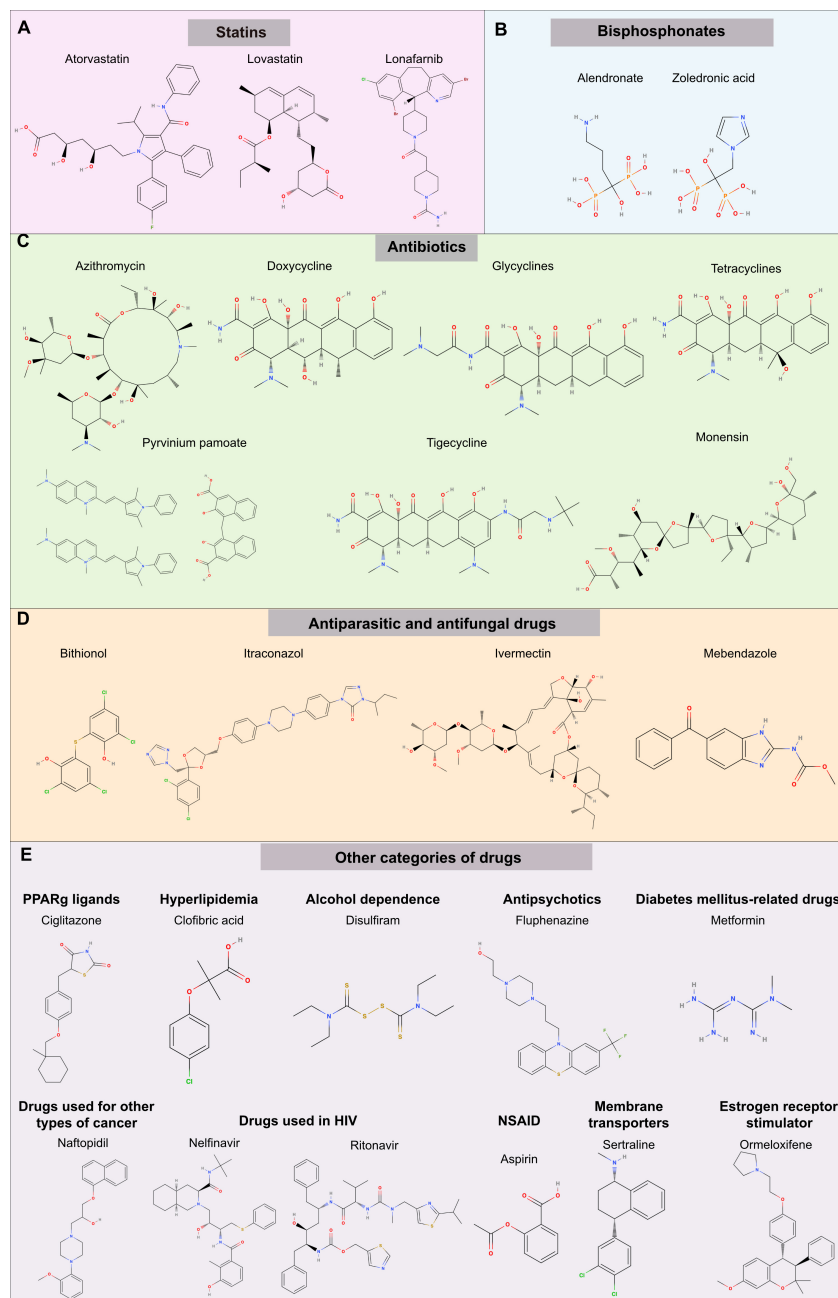 A
Statins
Atorvastatin
Lovastatin
Lonafarnib
B
Bisphosphonates
Alendronate
Zoledronic acid
C
Antibiotics
Azithromycin
Doxycycline
Glycyclines
Tetracyclines
Pyrvinium pamoate
Tigecycline
Monensin
D
Antiparasitic and antifungal drugs
Bithionol
Itraconazol
Ivermectin
Mebendazole
E
Other categories of drugs
PPARg ligands
Ciglitazone
Hyperlipidemia
Clofibric acid
Alcohol dependence
Disulfiram
Antipsychotics
Fluphenazine
Diabetes mellitus-related drugs
Metformin
Drugs used for other
types of cancer
Naftopidil
Drugs used in HIV
Nelfinavir
Ritonavir
NSAID
Aspirin
Membrane
transporters
Sertraline
Estrogen receptor
stimulator
Ormeloxifene